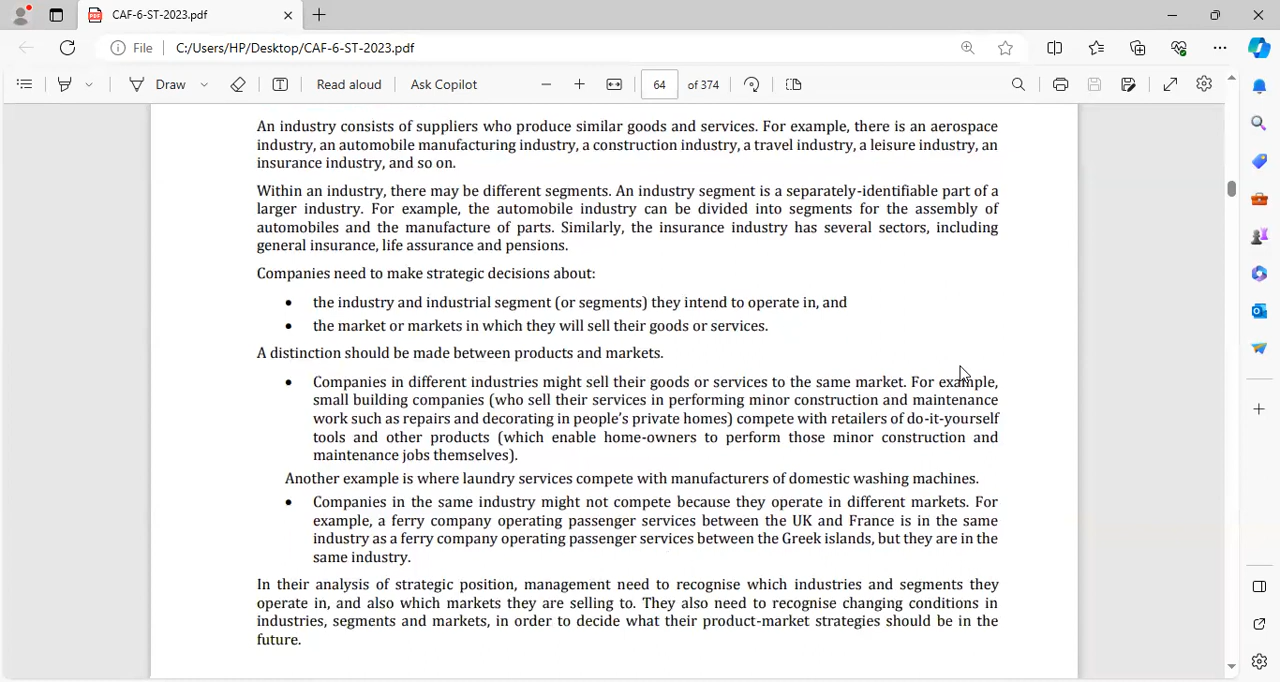 CAF-6-ST-2023.pdf
File
C:/Users/HP/Desktop/CAF-6-ST-2023.pdf
Draw
Read aloud
Ask Copilot
64
of 374
An industry consists of suppliers who produce similar goods and services. For example, there is an aerospace
industry, an automobile manufacturing industry, a construction industry, a travel industry, a leisure industry, an
insurance industry, and so on.
Within an industry, there may be different segments. An industry segment is a separately-identifiable part of a
larger industry. For example, the automobile industry can be divided into segments for the assembly of
automobiles and the manufacture of parts. Similarly, the insurance industry has several sectors, including
general insurance, life assurance and pensions.
Companies need to make strategic decisions about:
• the industry and industrial segment (or segments) they intend to operate in, and
• the market or markets in which they will sell their goods or services.
A distinction should be made between products and markets.
• Companies in different industries might sell their goods or services to the same market. For example,
small building companies (who sell their services in performing minor construction and maintenance
work such as repairs and decorating in people's private homes) compete with retailers of do-it-yourself
tools and other products (which enable home-owners to perform those minor construction and
maintenance jobs themselves).
Another example is where laundry services compete with manufacturers of domestic washing machines.
• Companies in the same industry might not compete because they operate in different markets. For
example, a ferry company operating passenger services between the UK and France is in the same
industry as a ferry company operating passenger services between the Greek islands, but they are in the
same industry.
In their analysis of strategic position, management need to recognise which industries and segments they
operate in, and also which markets they are selling to. They also need to recognise changing conditions in
industries, segments and markets, in order to decide what their product-market strategies should be in the
future.